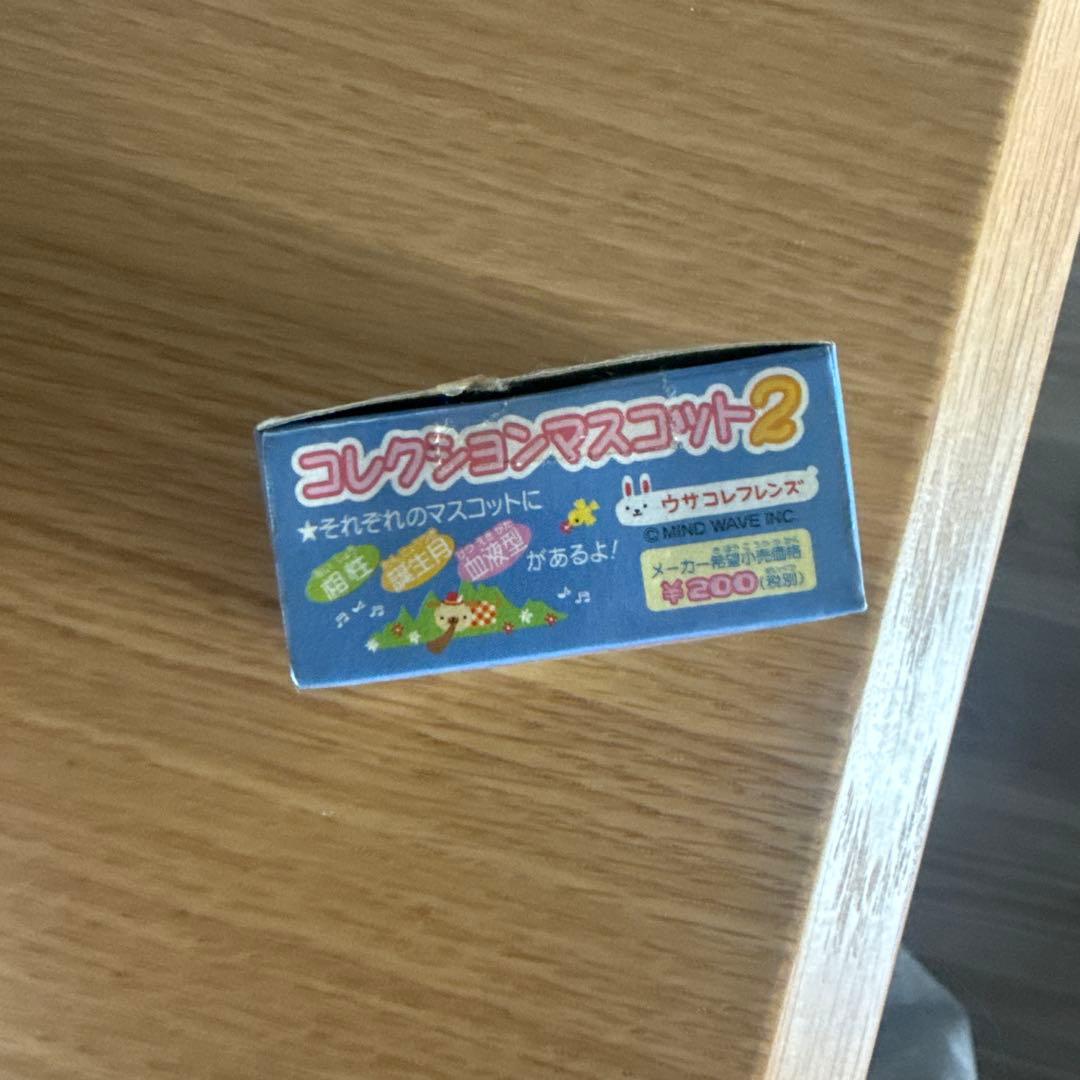 コレクションマスコット2
★それぞれのマスコットに
相性 誕生月 血液型 があるよ!
ウサコレフレンズ
© MIND WAVE INC.
メーカー希望小売価格
¥200(税別)